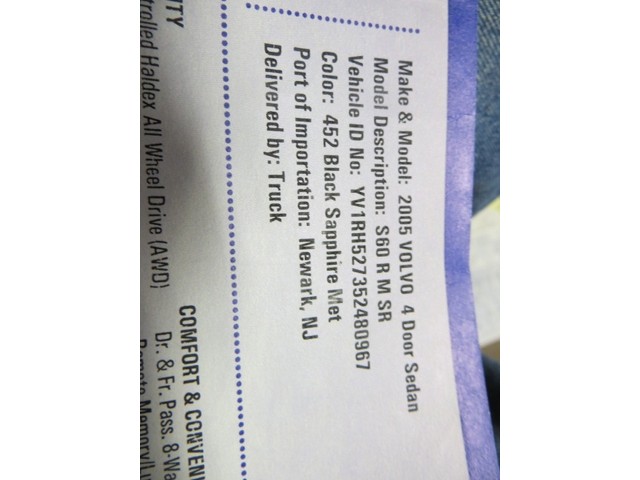 Make & Model: 2005 VOLVO 4 Door Sedan
Model Description: S60 R M SR
Vehicle ID No: YV1RH527352480967
Color: 452 Black Sapphire Met
Port of Importation: Newark, NJ
Delivered by: Truck
trolled Haldex All Wheel Drive (AWD)
COMFORT & CONVEN
Dr. & Fr. Pass. 8-Wa